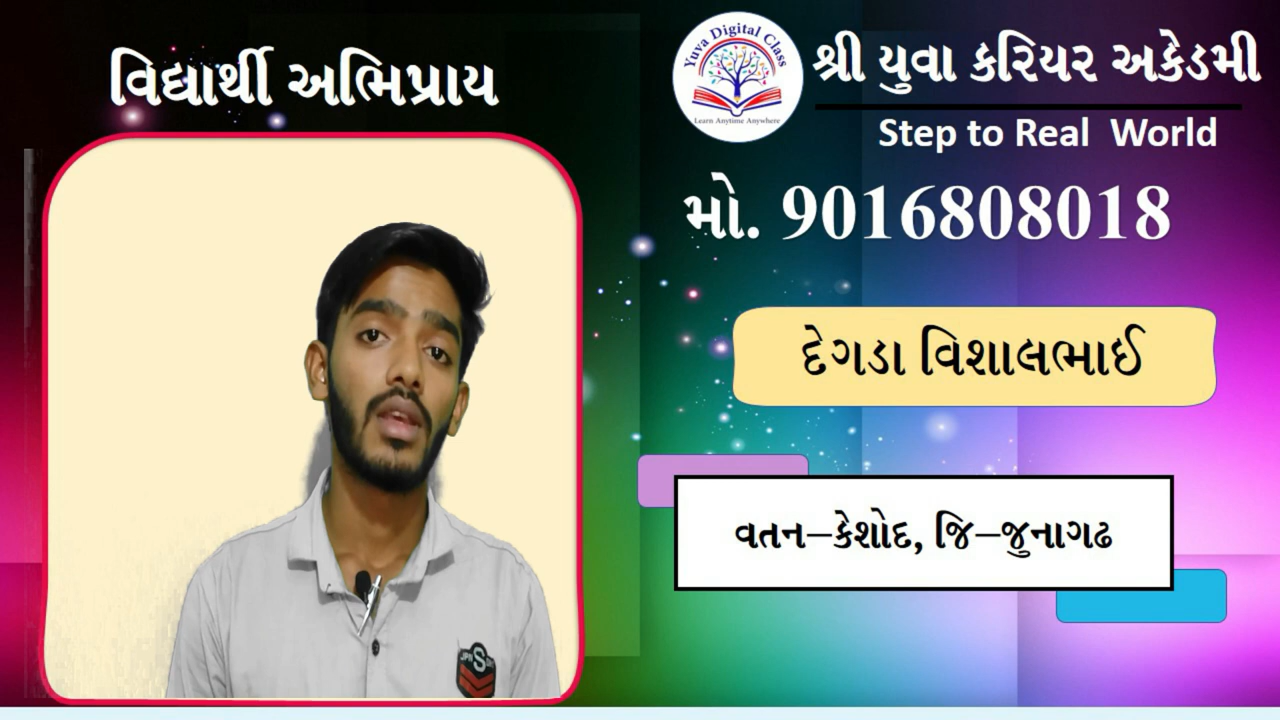 વિદ્યાર્થી અભિપ્રાય
Yuva Digital Class
Learn Anytime Anywhere
શ્રી યુવા કરિયર અકેડમી
Step to Real World
મો. 9016808018
દેગડા વિશાલભાઈ
વતન–કેશોદ, જિ–જુનાગઢ